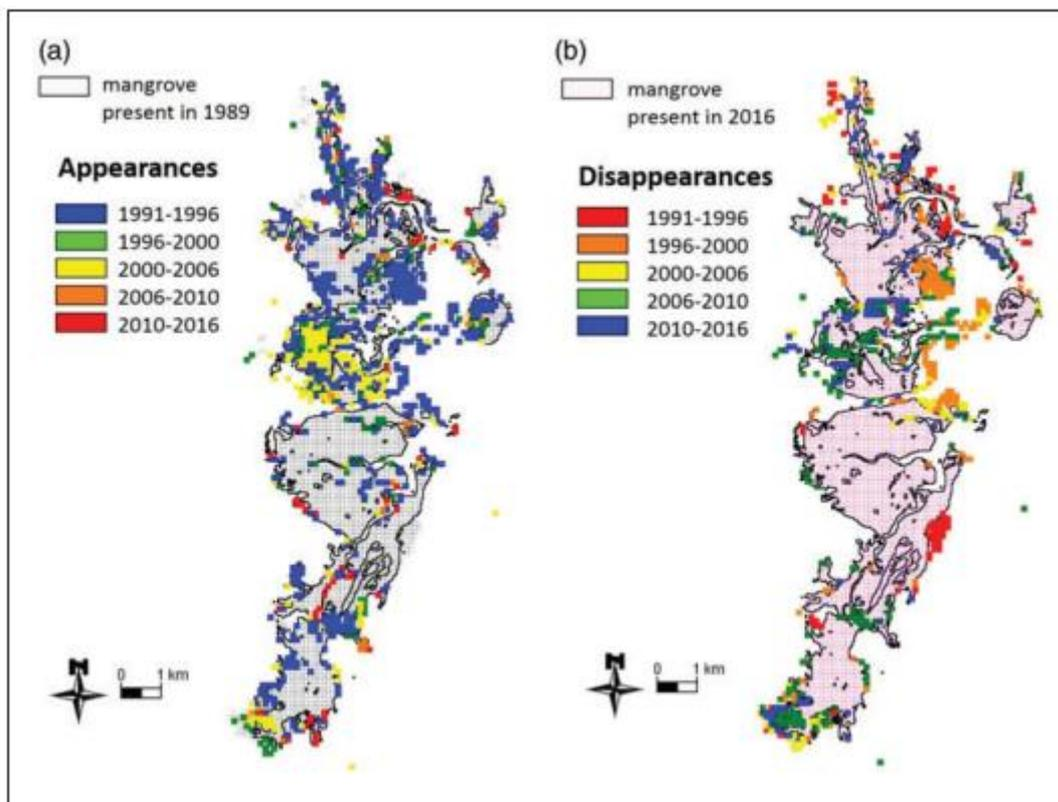 (a)
mangrove
present in 1989
Appearances
1991-1996
1996-2000
2000-2006
2006-2010
2010-2016
N
0 1 km
(b)
mangrove
present in 2016
Disappearances
1991-1996
1996-2000
2000-2006
2006-2010
2010-2016
N
0 1 km